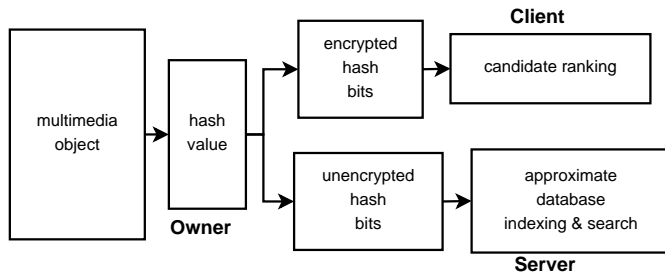 multimedia
object
hash
value
Owner
encrypted
hash
bits
Client
candidate ranking
unencrypted
hash
bits
approximate
database
indexing & search
Server